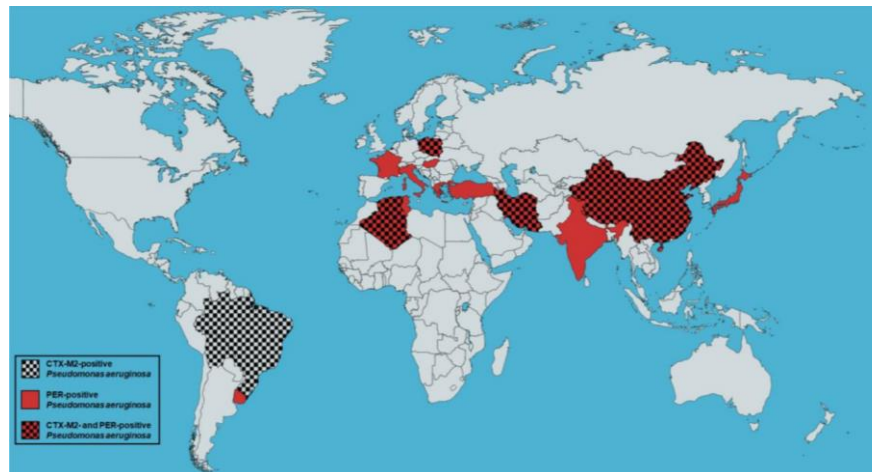 CTX-M2-positive
Pseudomonas aeruginosa
PER-positive
Pseudomonas aeruginosa
CTX-M2- and PER-positive
Pseudomonas aeruginosa